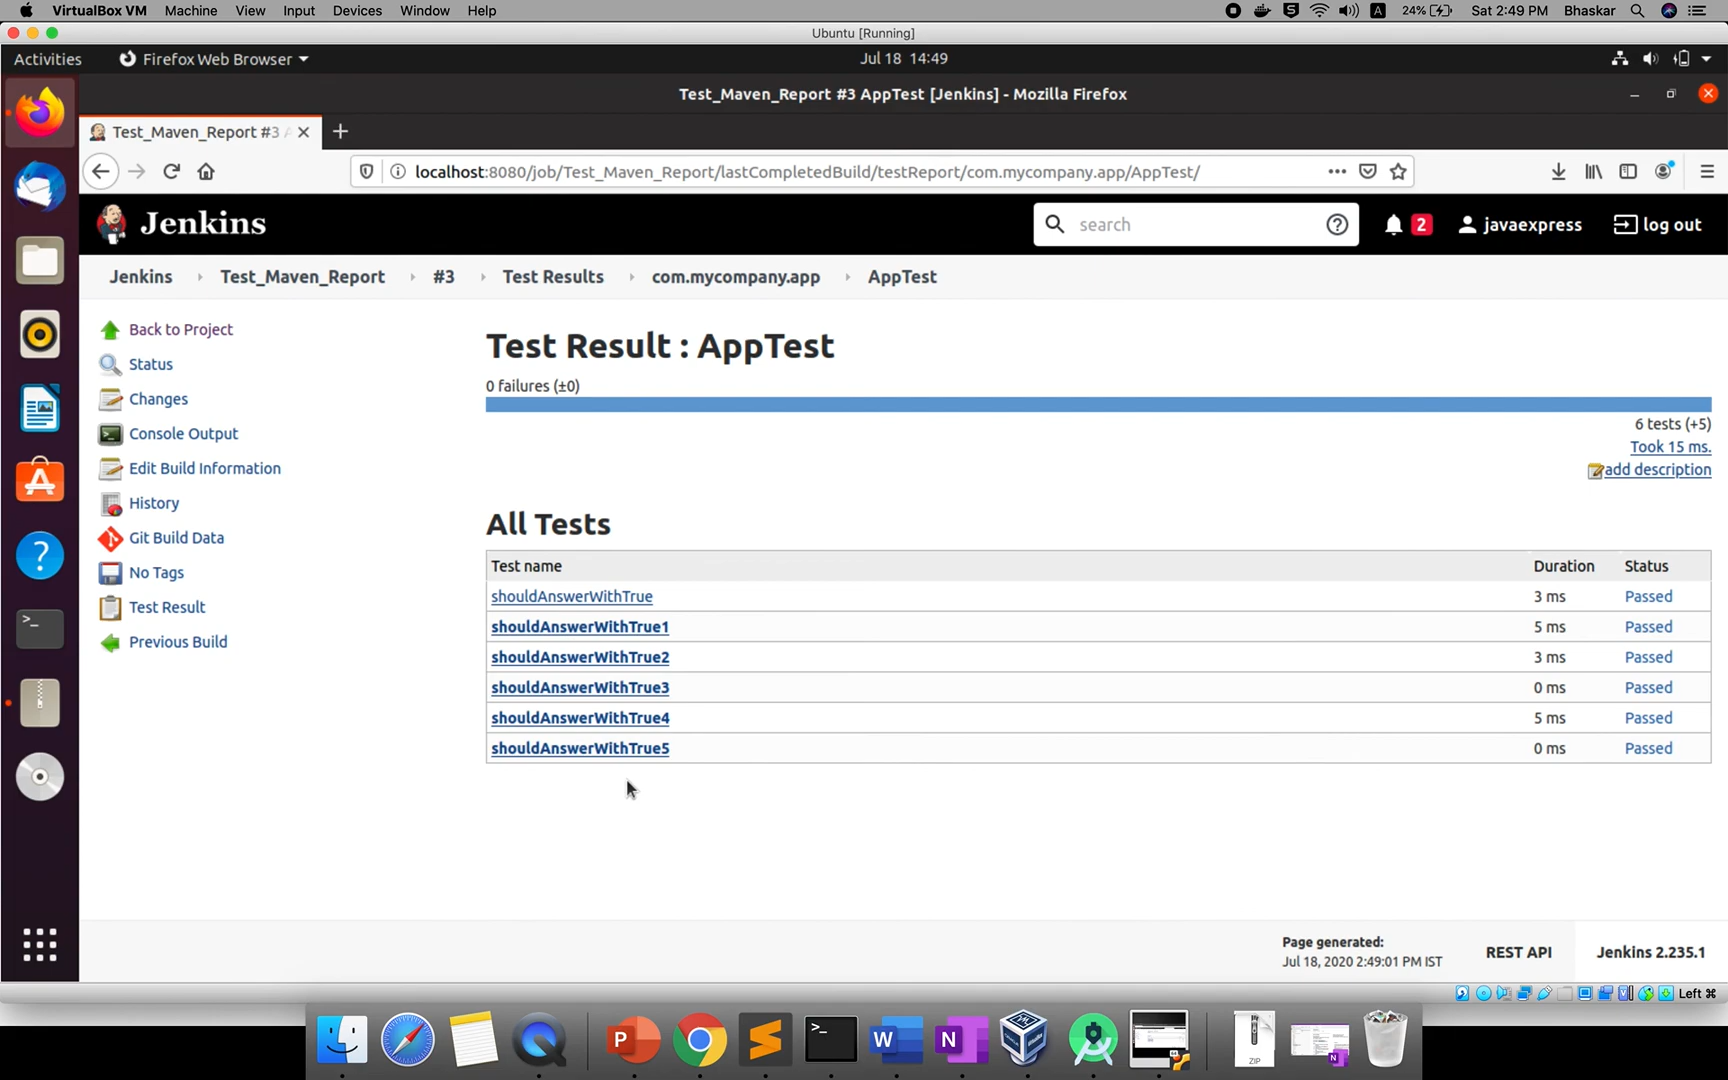 VirtualBox VM Machine View Input Devices Window Help 24% Sat 2:49 PM Bhaskar
Ubuntu [Running]
Activities Firefox Web Browser Jul 18 14:49
Test_Maven_Report #3 AppTest [Jenkins] - Mozilla Firefox
Test_Maven_Report #3 A
localhost:8080/job/Test_Maven_Report/lastCompletedBuild/testReport/com.mycompany.app/AppTest/
Jenkins search 2 javaexpress log out
Jenkins Test_Maven_Report #3 Test Results com.mycompany.app AppTest
Back to Project
Status
Changes
Console Output
Edit Build Information
History
Git Build Data
No Tags
Test Result
Previous Build
Test Result : AppTest
0 failures (±0)
6 tests (+5)
Took 15 ms.
add description
All Tests
Test name Duration Status
shouldAnswerWithTrue 3 ms Passed
shouldAnswerWithTrue1 5 ms Passed
shouldAnswerWithTrue2 3 ms Passed
shouldAnswerWithTrue3 0 ms Passed
shouldAnswerWithTrue4 5 ms Passed
shouldAnswerWithTrue5 0 ms Passed
Page generated:
Jul 18, 2020 2:49:01 PM IST
REST API
Jenkins 2.235.1
Left ⌘
ZIP